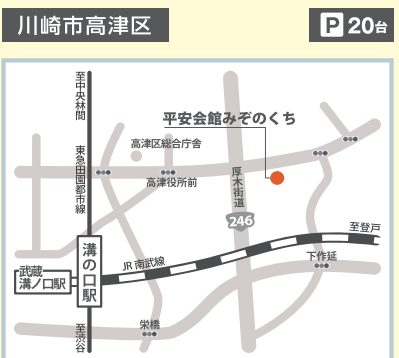 川崎市高津区
P 20台
至中央林間
平安会館みぞのくち
高津区総合庁舎
東急田園都市線
高津役所前
厚木街道
246
至登戸
溝の口駅
JR 南武線
下作延
武蔵
溝ノ口駅
栄橋
至渋谷